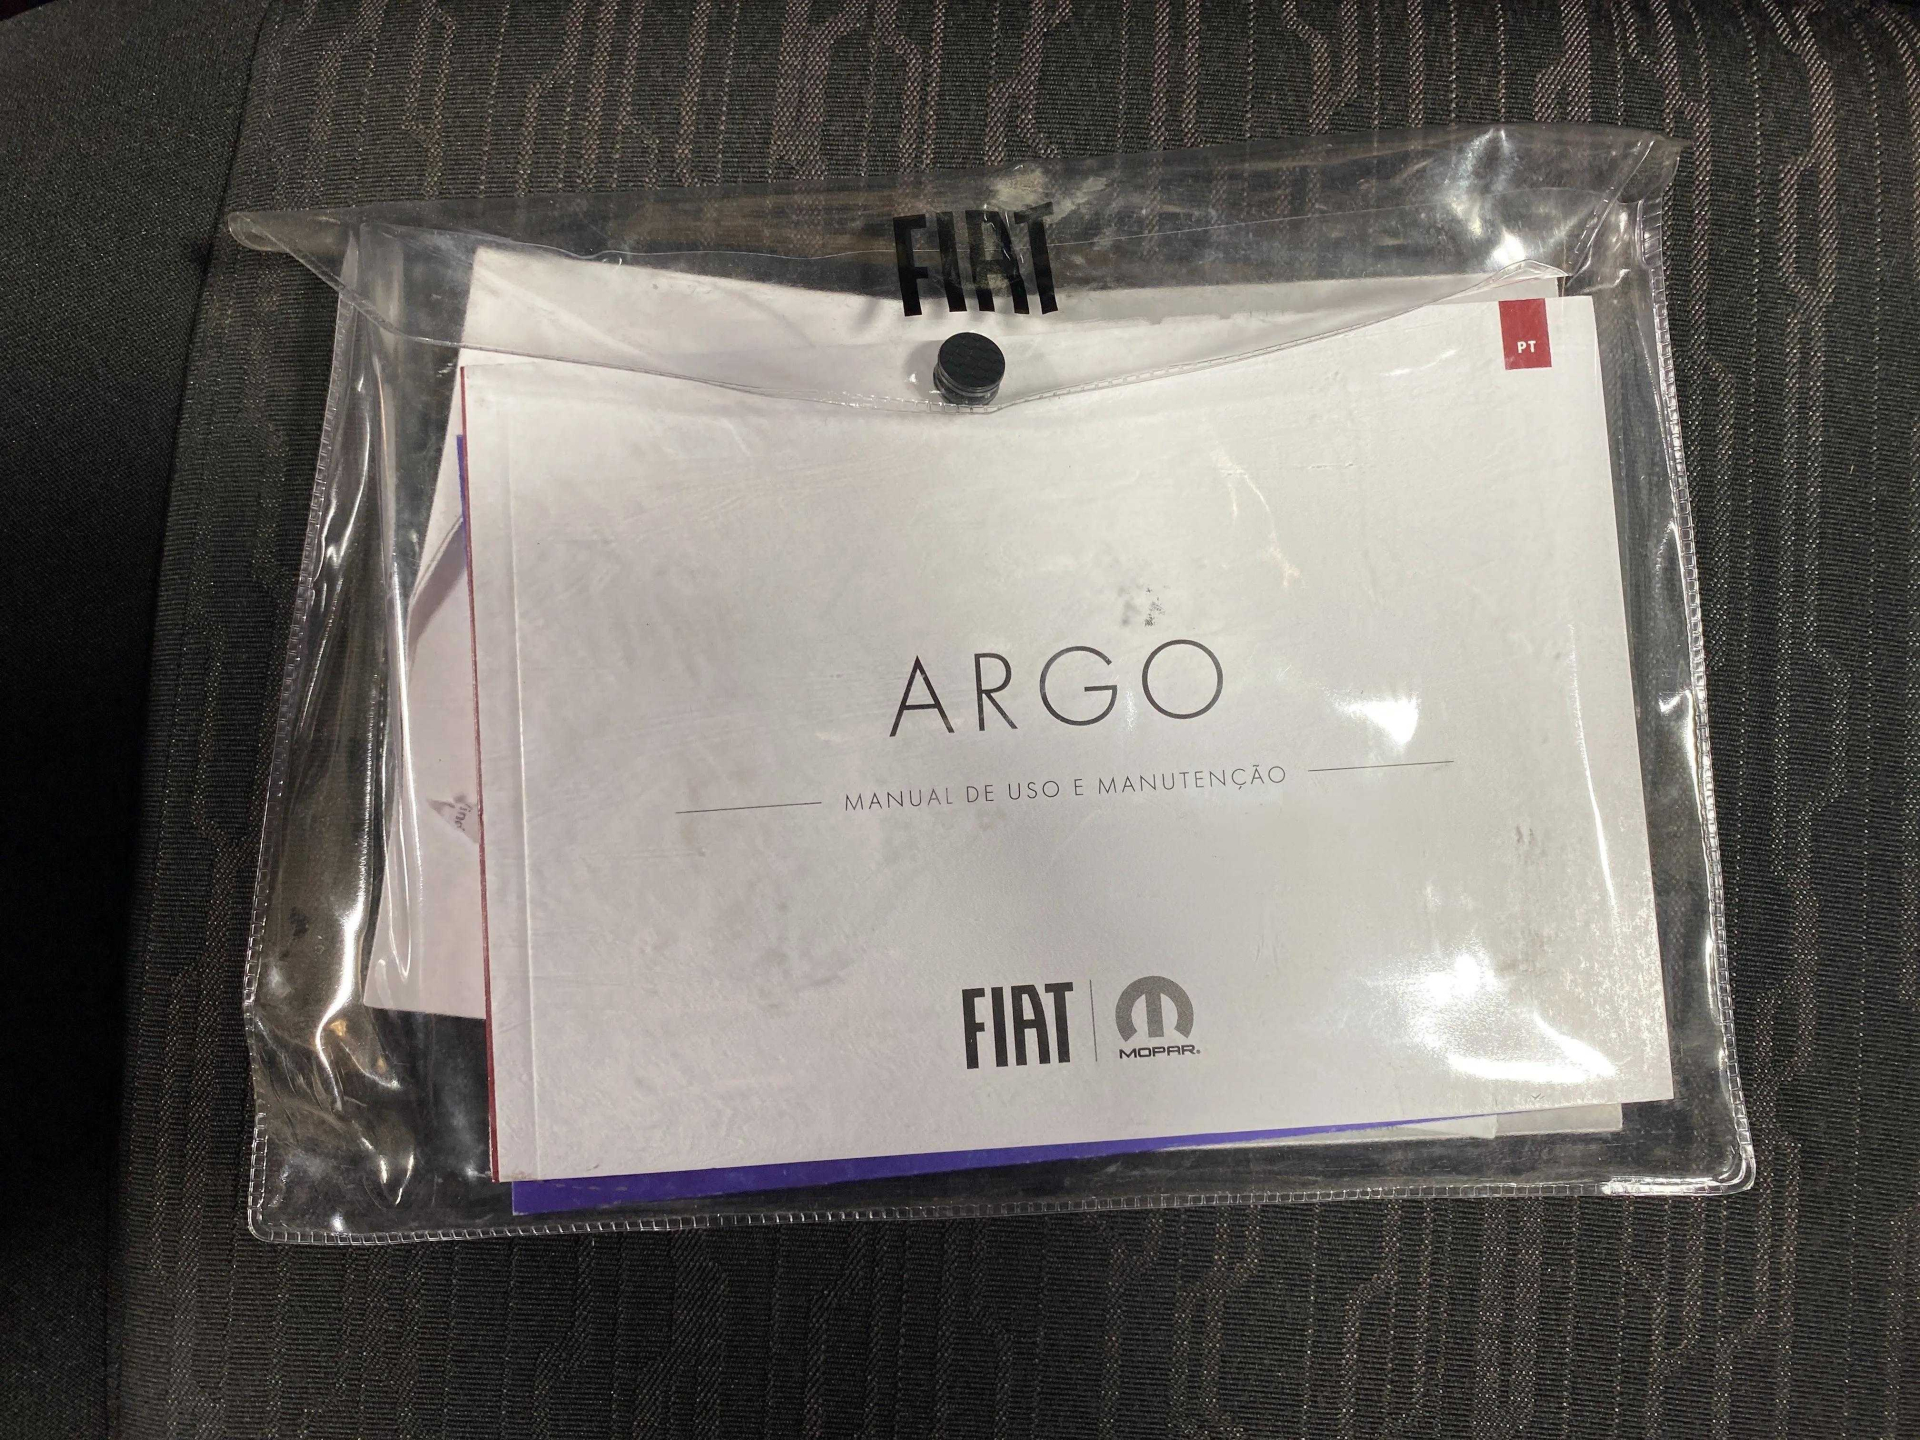 FIAT
PT
ARGO
MANUAL DE USO E MANUTENÇÃO
FIAT
MOPAR®